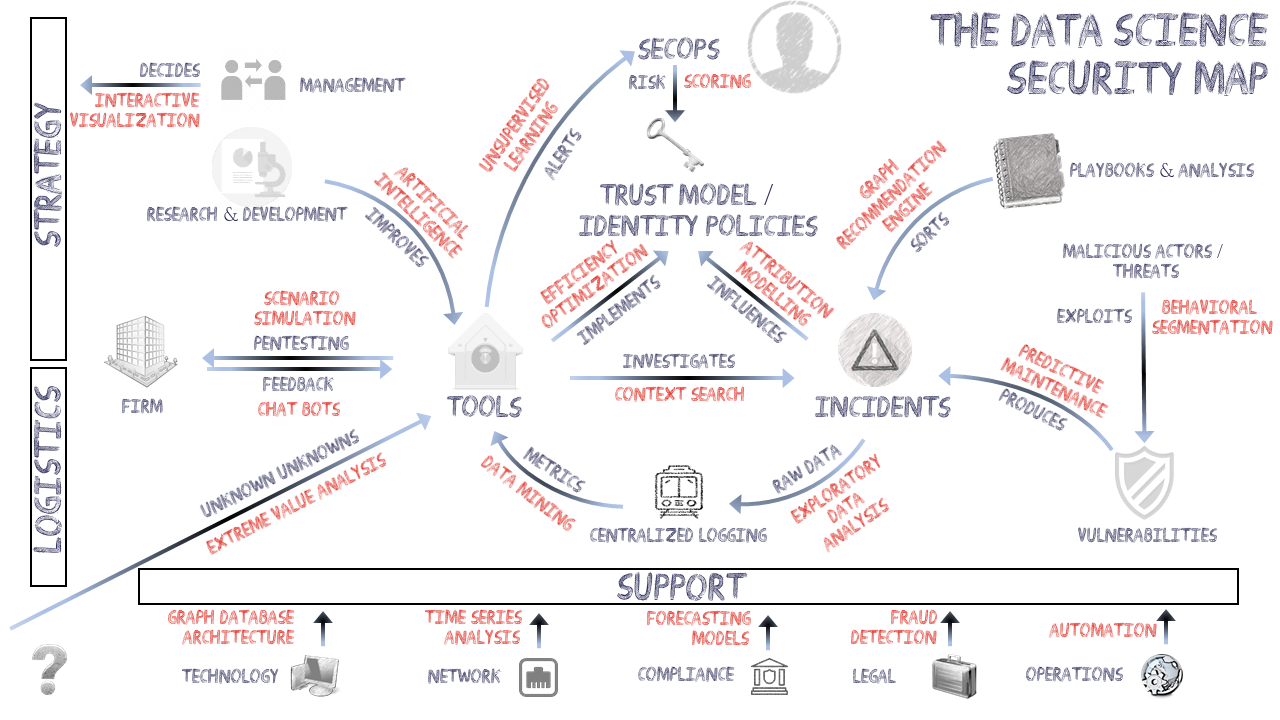 THE DATA SCIENCE
SECURITY MAP
STRATEGY
LOGISTICS
DECIDES
INTERACTIVE
VISUALIZATION
MANAGEMENT
RESEARCH & DEVELOPMENT
ARTIFICIAL
INTELLIGENCE
IMPROVES
UNSUPERVISED
LEARNING
ALERTS
SECOPS
RISK
SCORING
TRUST MODEL /
IDENTITY POLICIES
GRAPH
RECOMMENDATION
ENGINE
SORTS
PLAYBOOKS & ANALYSIS
MALICIOUS ACTORS /
THREATS
EXPLOITS
BEHAVIORAL
SEGMENTATION
EFFICIENCY
OPTIMIZATION
IMPLEMENTS
ATTRIBUTION
MODELLING
INFLUENCES
SCENARIO
SIMULATION
PENTESTING
FEEDBACK
CHAT BOTS
FIRM
TOOLS
INVESTIGATES
CONTEXT SEARCH
INCIDENTS
PREDICTIVE
MAINTENANCE
PRODUCES
VULNERABILITIES
UNKNOWN UNKNOWNS
EXTREME VALUE ANALYSIS
METRICS
DATA MINING
CENTRALIZED LOGGING
RAW DATA
EXPLORATORY
DATA
ANALYSIS
SUPPORT
GRAPH DATABASE
ARCHITECTURE
TECHNOLOGY
TIME SERIES
ANALYSIS
NETWORK
FORECASTING
MODELS
COMPLIANCE
FRAUD
DETECTION
LEGAL
AUTOMATION
OPERATIONS
?